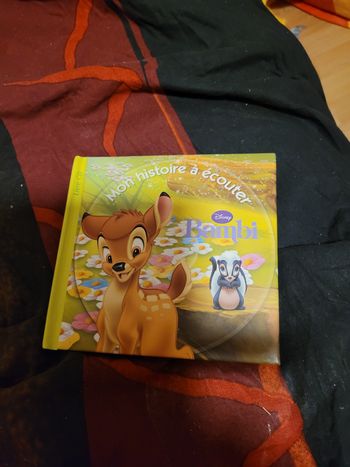 Mon histoire à écouter
Disney
Bambi